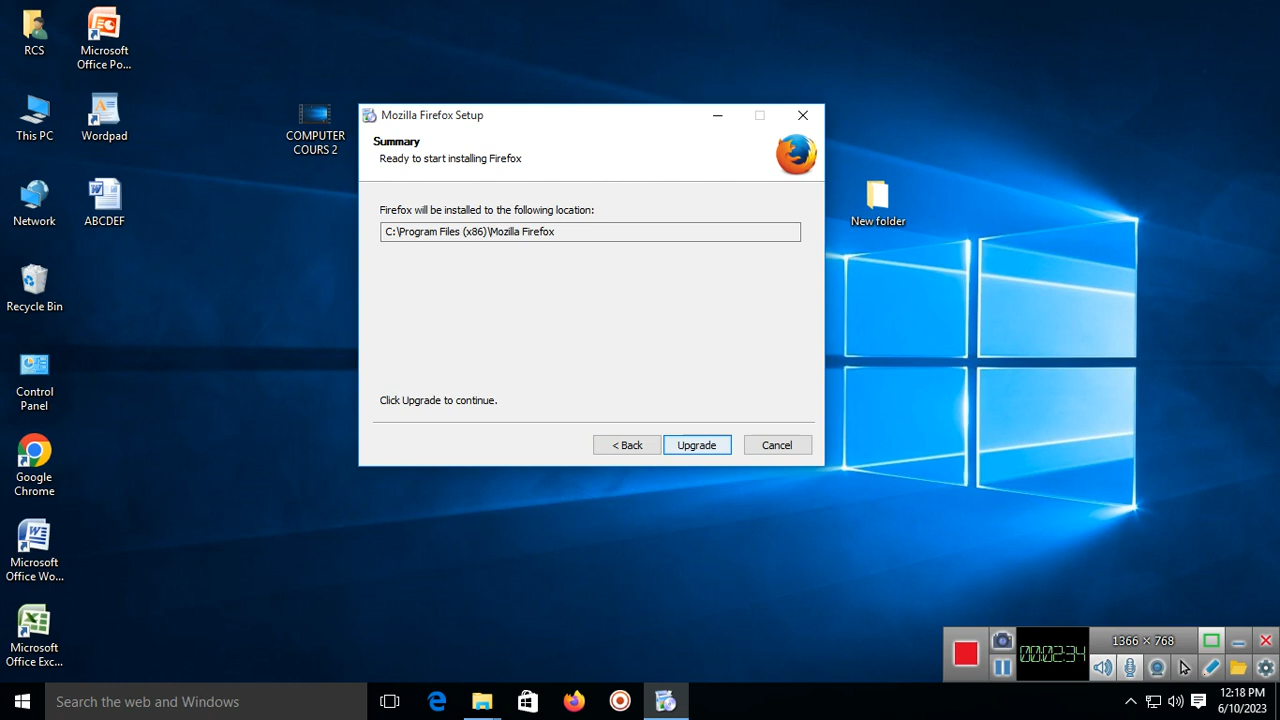 RCS
Microsoft
Office Po...
This PC
Wordpad
COMPUTER
COURS 2
Network
ABCDEF
Recycle Bin
Control
Panel
Google
Chrome
Microsoft
Office Wo...
Microsoft
Office Exc...
Mozilla Firefox Setup
Summary
Ready to start installing Firefox
Firefox will be installed to the following location:
C:\Program Files (x86)\Mozilla Firefox
Click Upgrade to continue.
< Back
Upgrade
Cancel
New folder
1366 × 768
00:02:34
Search the web and Windows
12:18 PM
6/10/2023